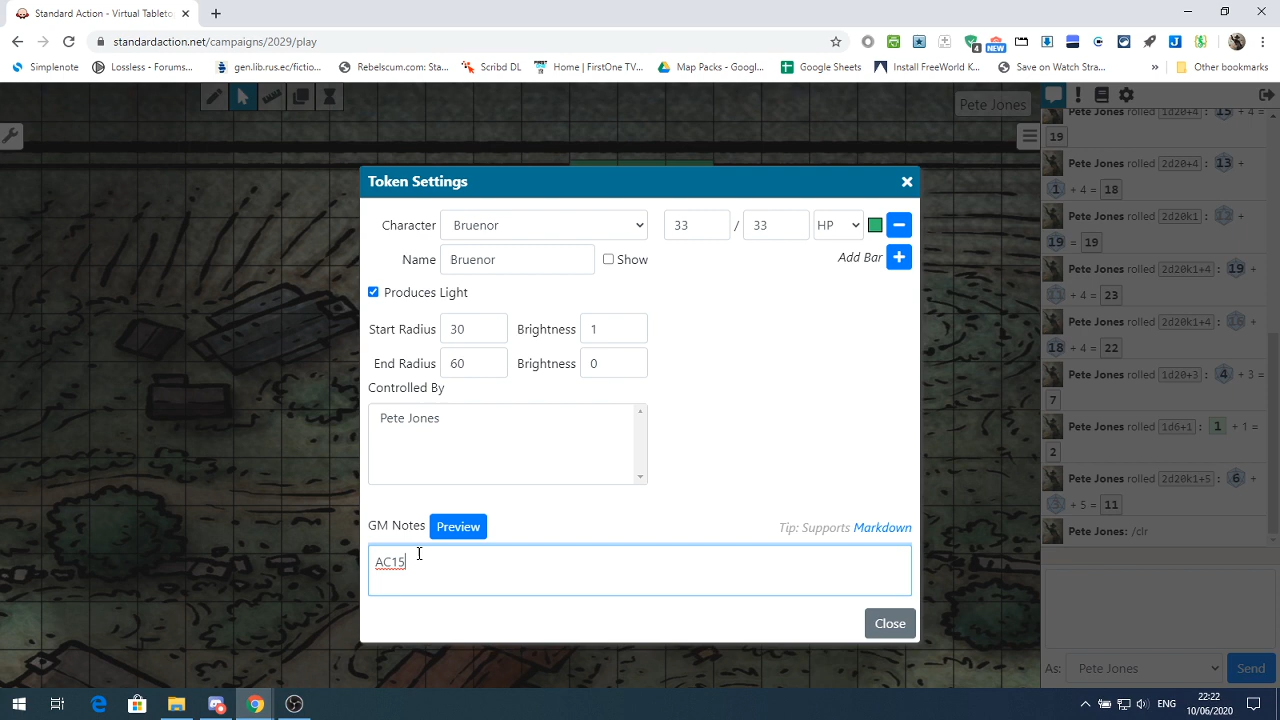 Standard Action - Virtual Tableto
standardaction.net/campaigns/2029/play
4
NEW
Simplenote
Lossless - Forums...
gen.lib.rus.ec/fictio...
Rebelscum.com: Sta...
Scribd DL
Home | FirstOne TV...
Map Packs - Googl...
Google Sheets
Install FreeWorld K...
Save on Watch Stra...
»
Other bookmarks
Pete Jones
Token Settings
Character
Bruenor
33 / 33
HP
Name
Bruenor
Show
Add Bar
Produces Light
Start Radius
30
Brightness
1
End Radius
60
Brightness
0
Controlled By
Pete Jones
GM Notes
Preview
Tip: Supports Markdown
AC15
Close
Pete Jones rolled 1d20+4 : 15 + 4 =
19
Pete Jones rolled 2d20+4 : 13 +
1 + 4 = 18
Pete Jones rolled 2d20k1 : 12 +
19 = 19
Pete Jones rolled 2d20k1+4 : 19 +
11 + 4 = 23
Pete Jones rolled 2d20k1+4 : 16 +
18 + 4 = 22
Pete Jones rolled 1d20+3 : 4 + 3 =
7
Pete Jones rolled 1d6+1 : 1 + 1 =
2
Pete Jones rolled 2d20k1+5 : 6 +
3 + 5 = 11
Pete Jones: /clr
As:
Pete Jones
Send
ENG
22:22
10/06/2020